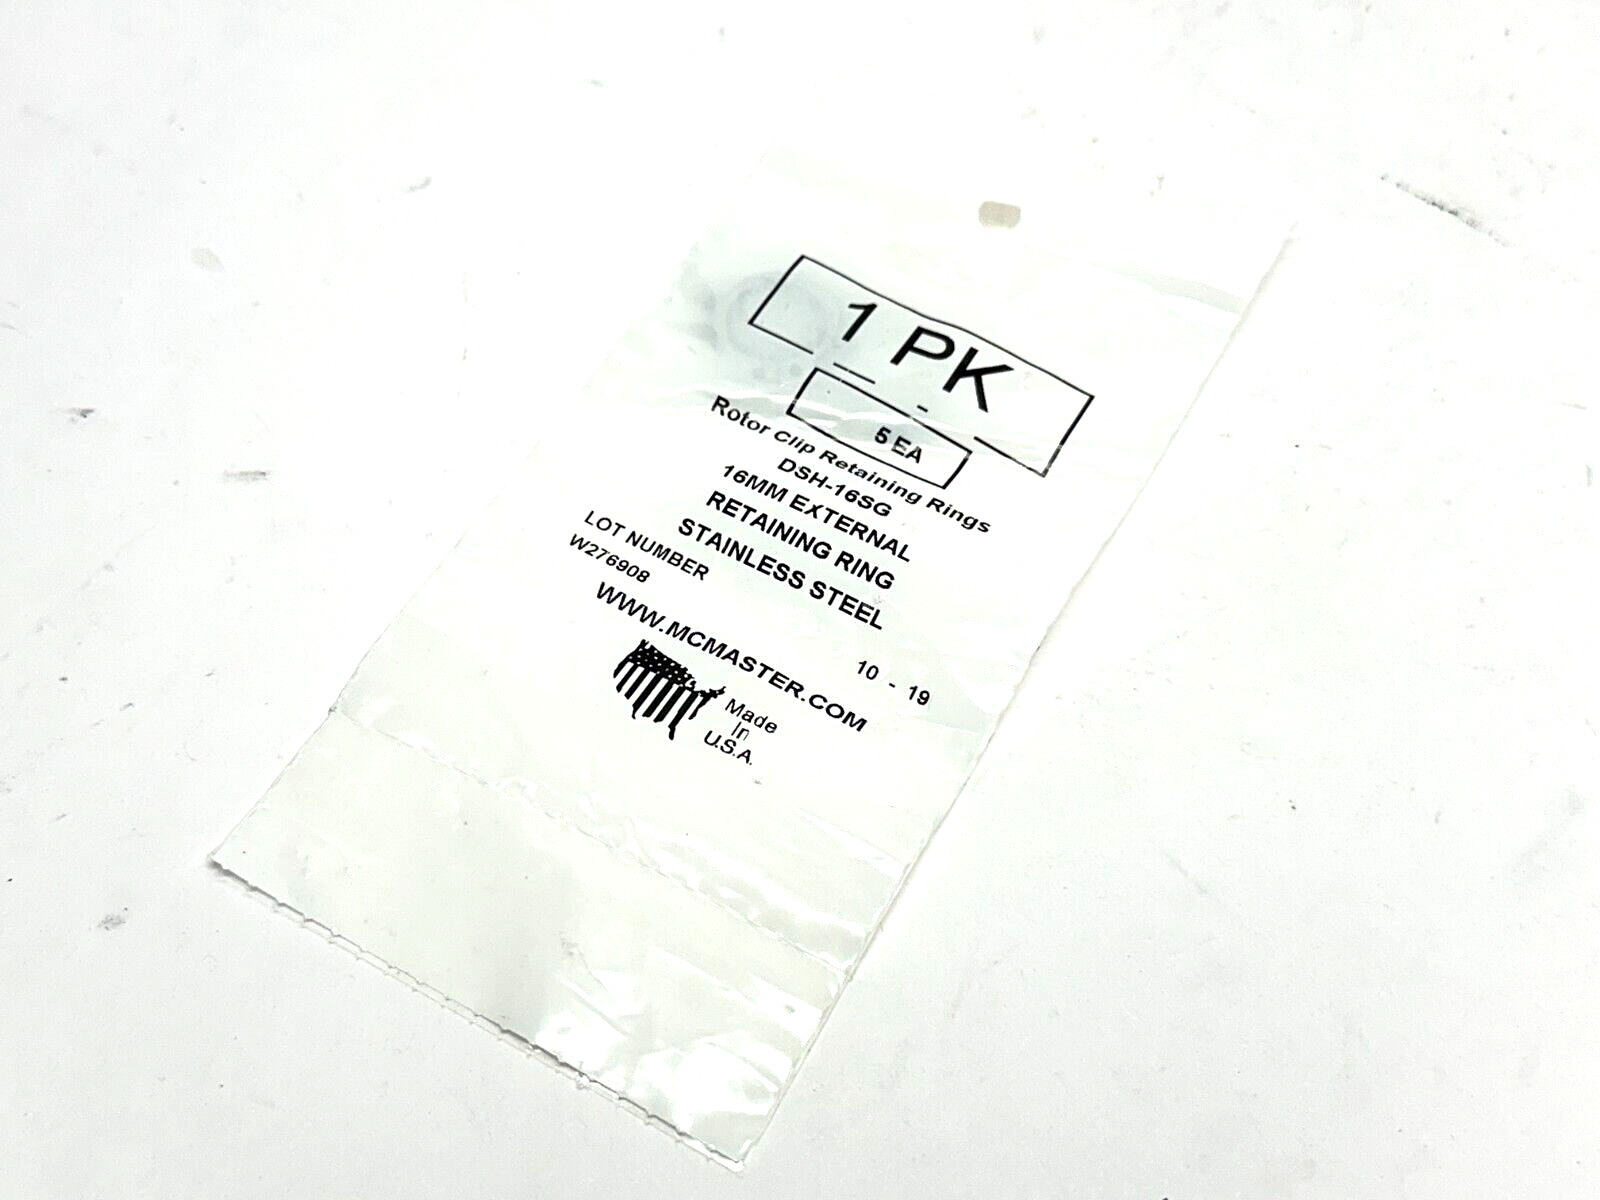 1 PK
5 EA
Rotor Clip Retaining Rings
DSH-16SG
16MM EXTERNAL
RETAINING RING
STAINLESS STEEL
LOT NUMBER
W276908
10 - 19
WWW.MCMASTER.COM
Made
In
U.S.A.